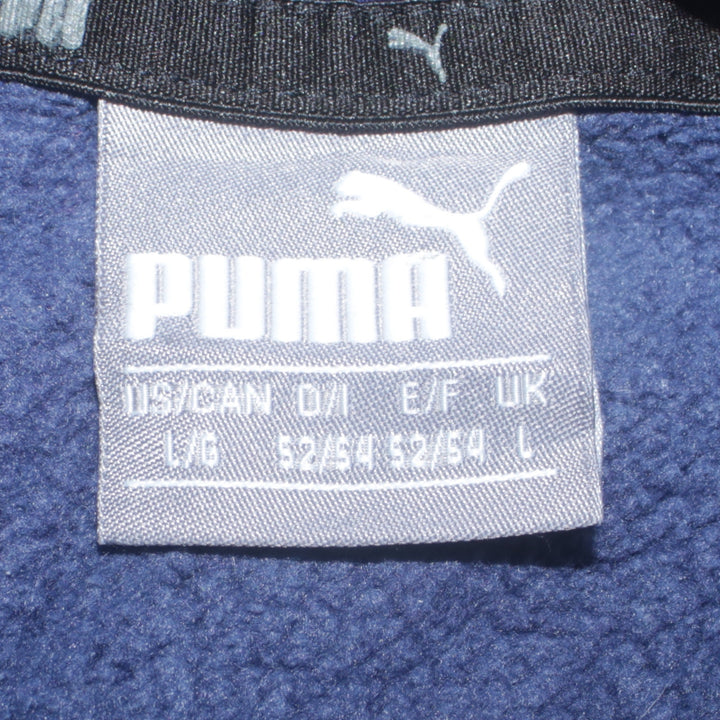 PUMA
US/CAN D/I E/F UK
L/G 52/54 52/54 L